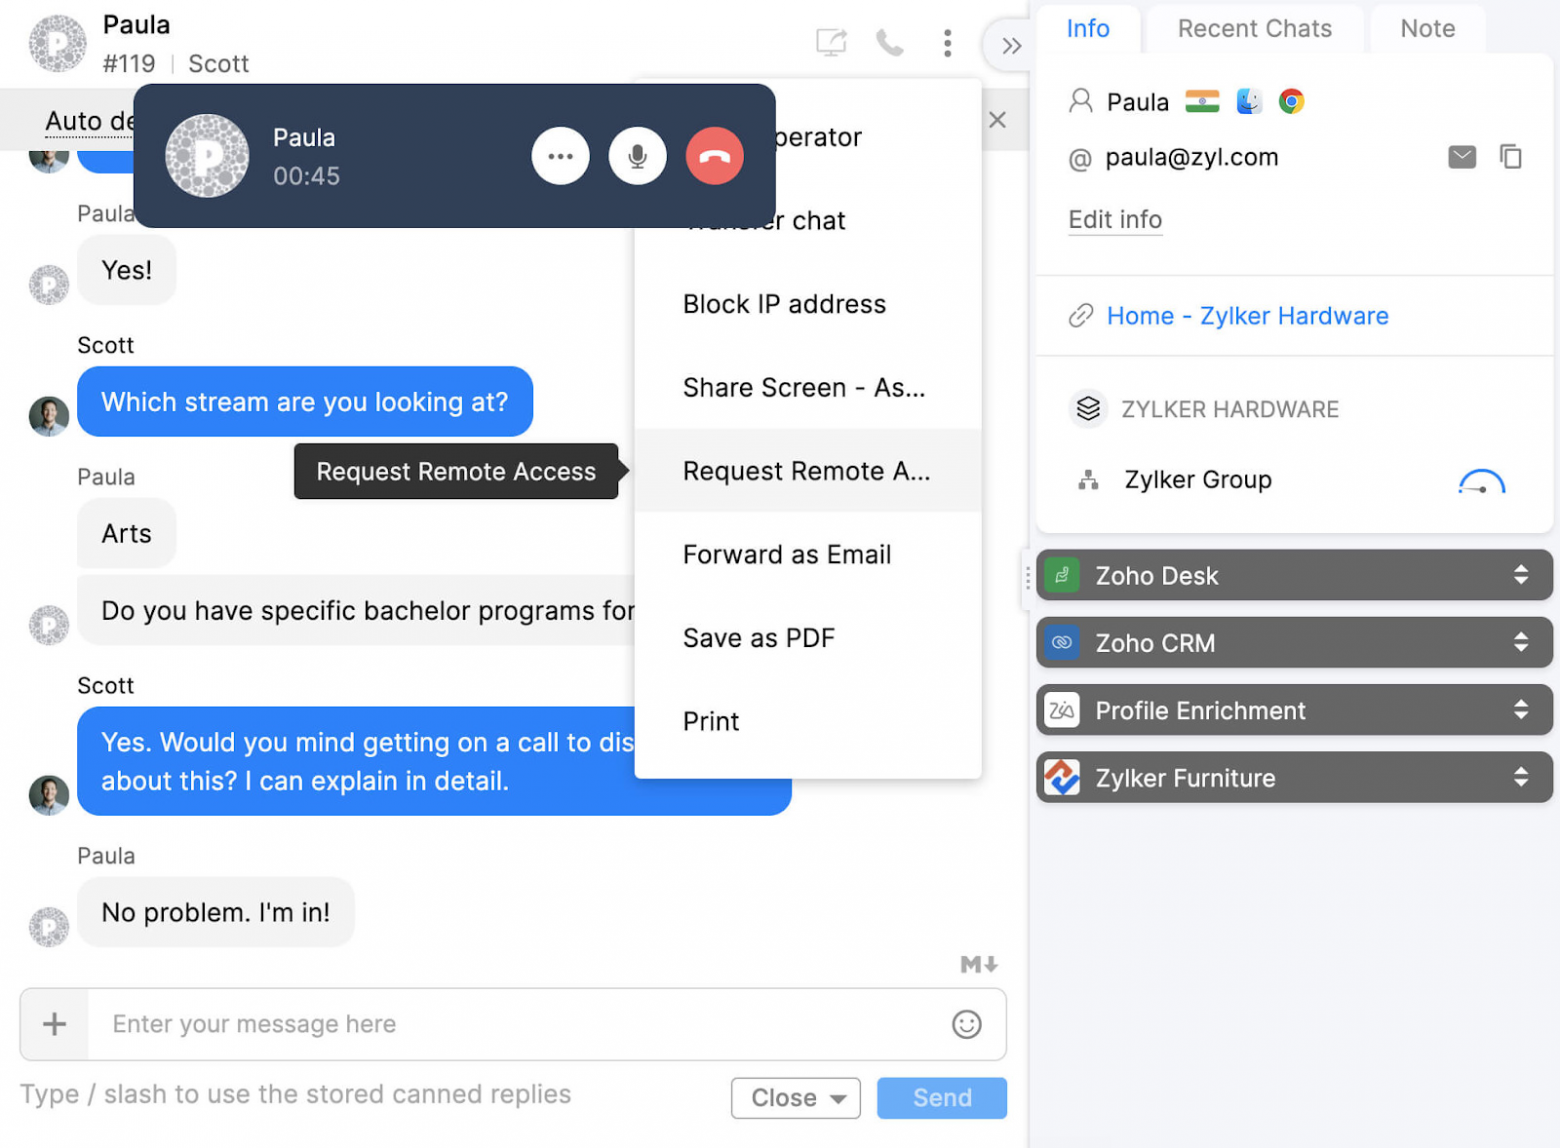 Paula
#119 | Scott
Auto de
Paula
00:45
perator
chat
Block IP address
Share Screen - As...
Request Remote A...
Forward as Email
Save as PDF
Print
Request Remote Access
Paula
Yes!
Scott
Which stream are you looking at?
Paula
Arts
Do you have specific bachelor programs for
Scott
Yes. Would you mind getting on a call to dis
about this? I can explain in detail.
Paula
No problem. I'm in!
M
Enter your message here
Type / slash to use the stored canned replies
Close
Send
Info
Recent Chats
Note
Paula
paula@zyl.com
Edit info
Home - Zylker Hardware
ZYLKER HARDWARE
Zylker Group
Zoho Desk
Zoho CRM
Profile Enrichment
Zylker Furniture